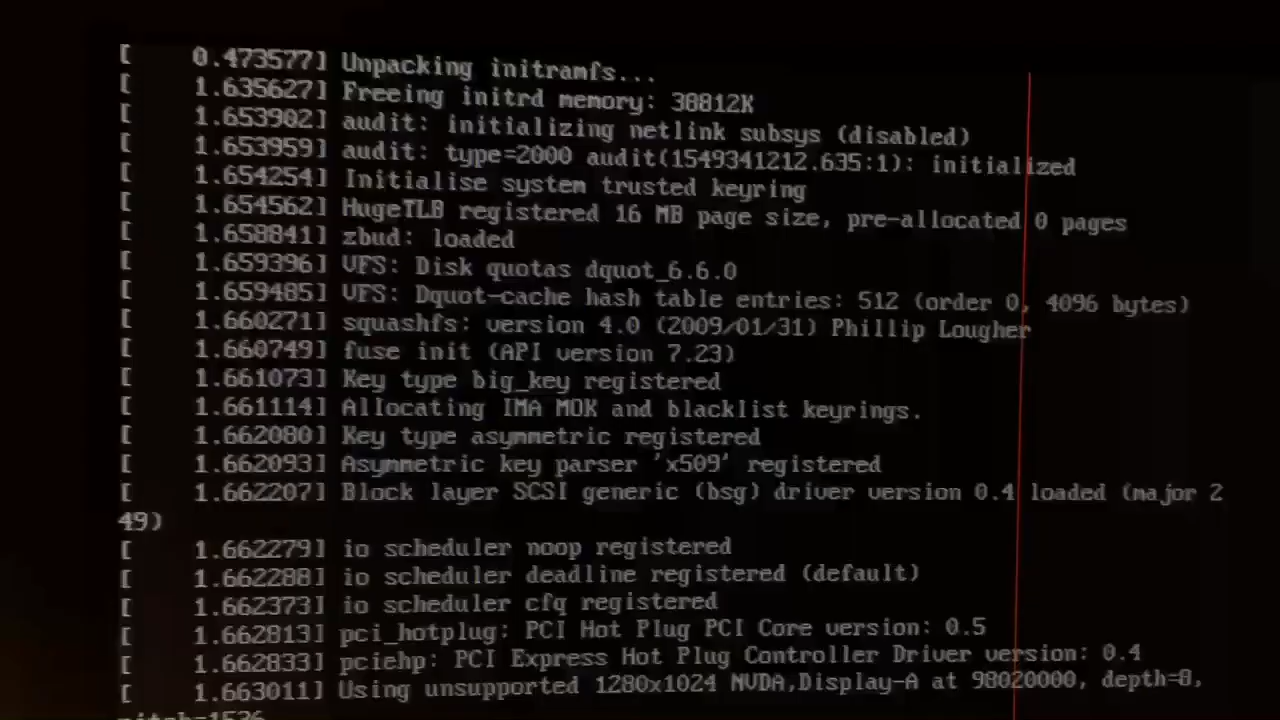 [    0.473577] Unpacking initramfs...
[    1.635627] Freeing initrd memory: 38812K
[    1.653902] audit: initializing netlink subsys (disabled)
[    1.653959] audit: type=2000 audit(1549341212.635:1): initialized
[    1.654254] Initialise system trusted keyring
[    1.654562] HugeTLB registered 16 MB page size, pre-allocated 0 pages
[    1.658841] zbud: loaded
[    1.659396] VFS: Disk quotas dquot_6.6.0
[    1.659485] VFS: Dquot-cache hash table entries: 512 (order 0, 4096 bytes)
[    1.660271] squashfs: version 4.0 (2009/01/31) Phillip Lougher
[    1.660749] fuse init (API version 7.23)
[    1.661073] Key type big_key registered
[    1.661114] Allocating IMA MOK and blacklist keyrings.
[    1.662080] Key type asymmetric registered
[    1.662093] Asymmetric key parser 'x509' registered
[    1.662207] Block layer SCSI generic (bsg) driver version 0.4 loaded (major 2
49)
[    1.662279] io scheduler noop registered
[    1.662288] io scheduler deadline registered (default)
[    1.662373] io scheduler cfq registered
[    1.662813] pci_hotplug: PCI Hot Plug PCI Core version: 0.5
[    1.662833] pciehp: PCI Express Hot Plug Controller Driver version: 0.4
[    1.663011] Using unsupported 1280x1024 NVDA,Display-A at 98020000, depth=8,
pitch=1536